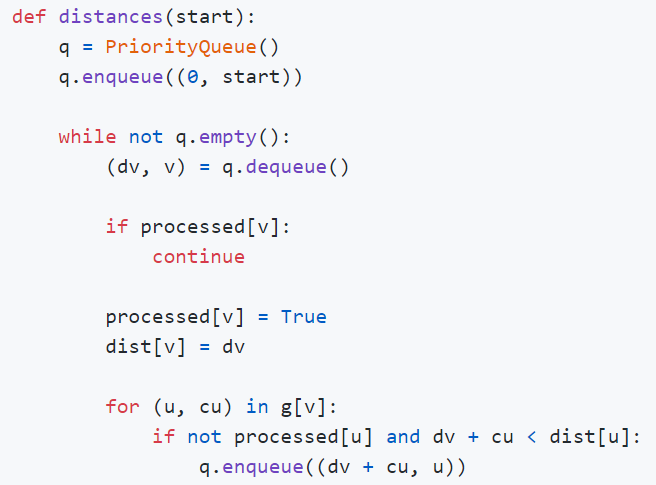 def distances(start):
    q = PriorityQueue()
    q.enqueue((0, start))

    while not q.empty():
        (dv, v) = q.dequeue()

        if processed[v]:
            continue

        processed[v] = True
        dist[v] = dv

        for (u, cu) in g[v]:
            if not processed[u] and dv + cu < dist[u]:
                q.enqueue((dv + cu, u))